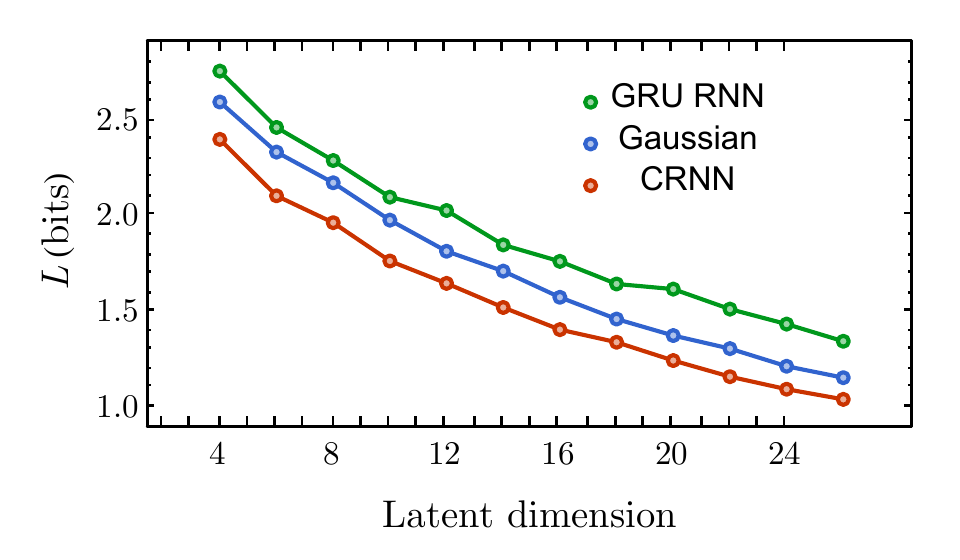 GRU RNN
Gaussian
CRNN
L (bits)
2.5
2.0
1.5
1.0
4 8 12 16 20 24
Latent dimension